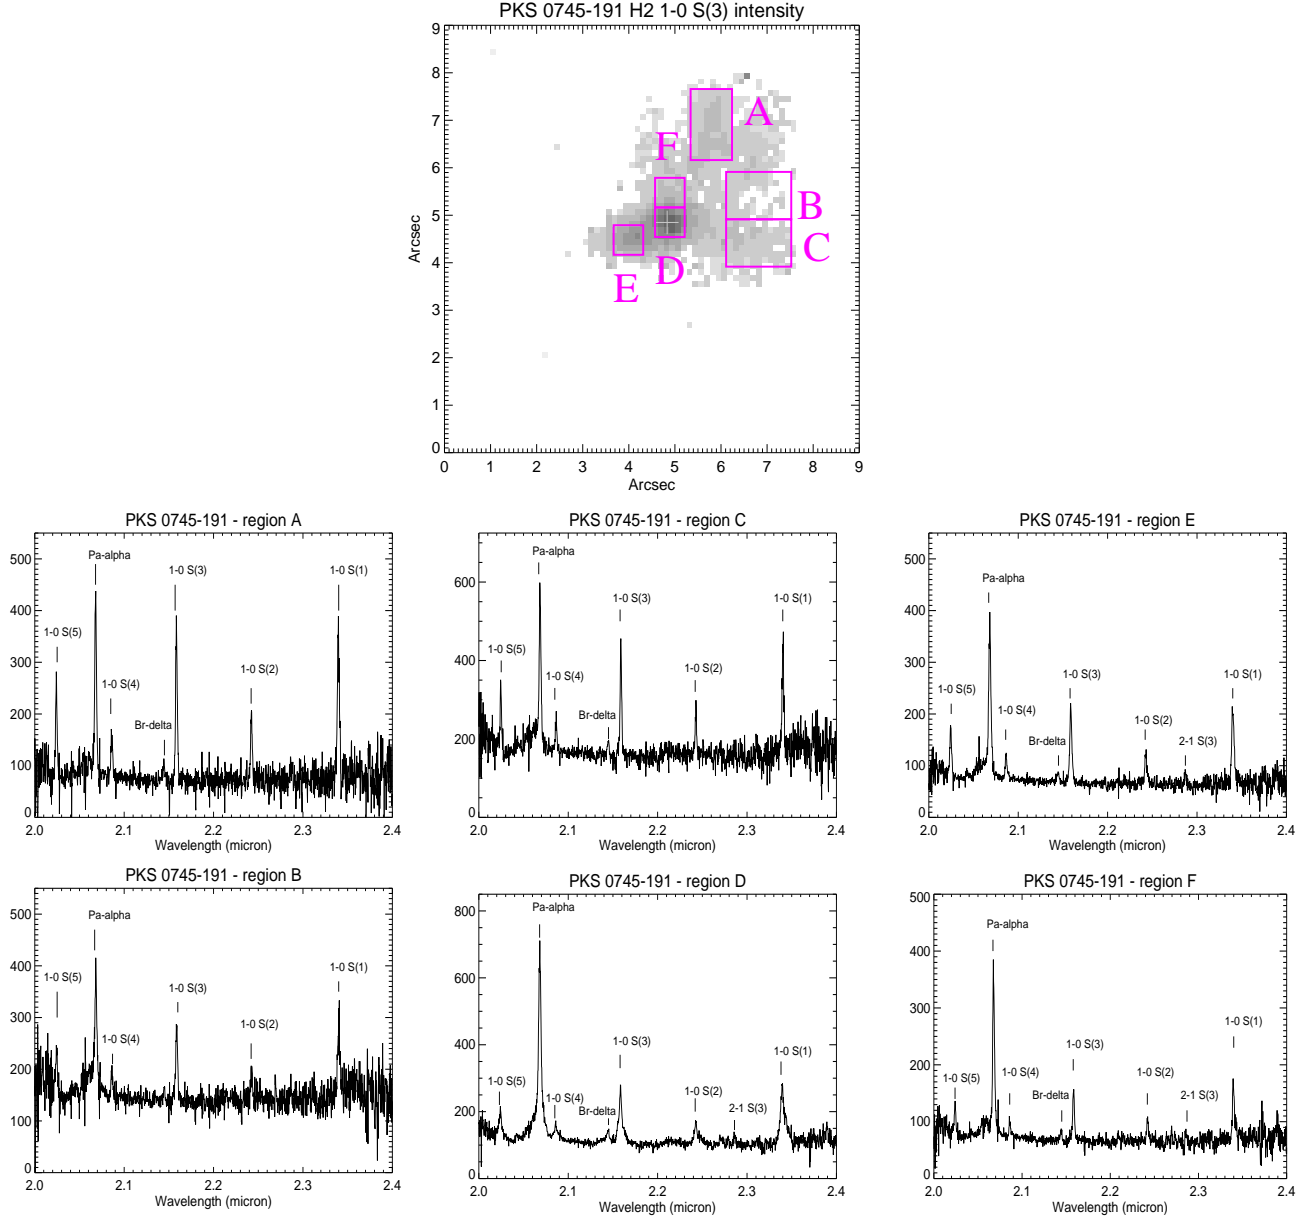 PKS 0745-191 H2 1-0 S(3) intensity
9
8
7
6
5
4
3
2
1
0
Arcsec
A
F
B
C
D
E
0 1 2 3 4 5 6 7 8 9
Arcsec
PKS 0745-191 - region A
500
400
300
200
100
0
Pa-alpha
1-0 S(3)
1-0 S(1)
1-0 S(5)
1-0 S(2)
1-0 S(4)
Br-delta
2.0 2.1 2.2 2.3 2.4
Wavelength (micron)
PKS 0745-191 - region C
600
400
200
0
Pa-alpha
1-0 S(3)
1-0 S(1)
1-0 S(5)
1-0 S(4)
1-0 S(2)
Br-delta
2.0 2.1 2.2 2.3 2.4
Wavelength (micron)
PKS 0745-191 - region E
500
400
300
200
100
0
Pa-alpha
1-0 S(3)
1-0 S(1)
1-0 S(5)
1-0 S(4)
1-0 S(2)
Br-delta
2-1 S(3)
2.0 2.1 2.2 2.3 2.4
Wavelength (micron)
PKS 0745-191 - region B
500
400
300
200
100
0
Pa-alpha
1-0 S(5)
1-0 S(3)
1-0 S(1)
1-0 S(4)
1-0 S(2)
2.0 2.1 2.2 2.3 2.4
Wavelength (micron)
PKS 0745-191 - region D
800
600
400
200
0
Pa-alpha
1-0 S(3)
1-0 S(1)
1-0 S(5)
1-0 S(4)
1-0 S(2)
Br-delta
2-1 S(3)
2.0 2.1 2.2 2.3 2.4
Wavelength (micron)
PKS 0745-191 - region F
500
400
300
200
100
0
Pa-alpha
1-0 S(1)
1-0 S(3)
1-0 S(5)
1-0 S(4)
1-0 S(2)
Br-delta
2-1 S(3)
2.0 2.1 2.2 2.3 2.4
Wavelength (micron)